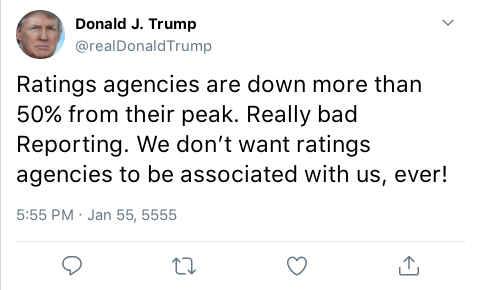 Donald J. Trump
@realDonaldTrump
Ratings agencies are down more than
50% from their peak. Really bad
Reporting. We don’t want ratings
agencies to be associated with us, ever!
5:55 PM · Jan 55, 5555